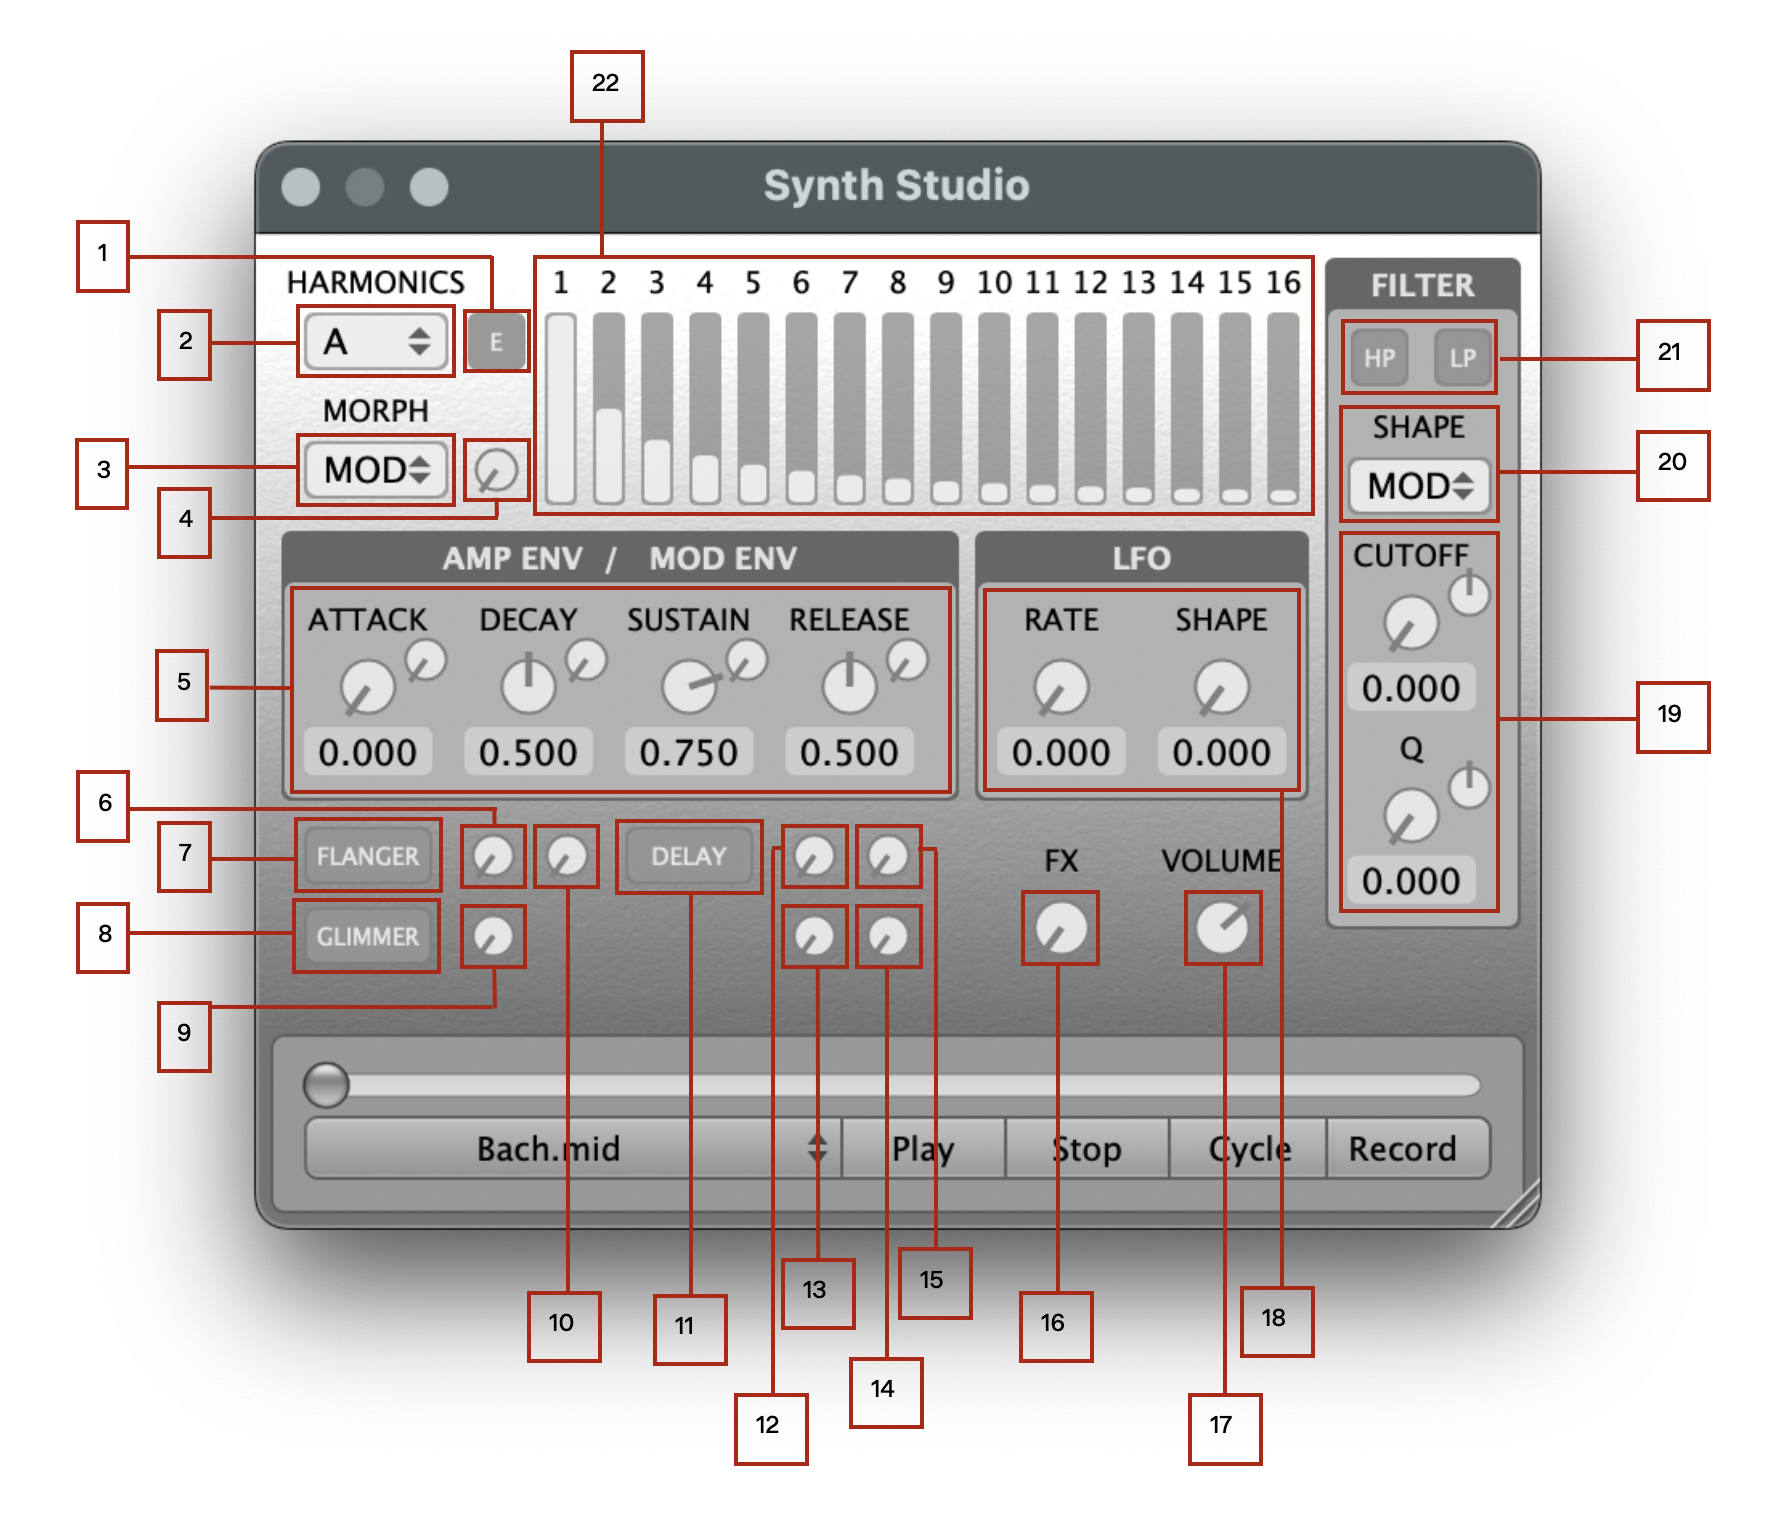 22
Synth Studio
1
HARMONICS
1 2 3 4 5 6 7 8 9 10 11 12 13 14 15 16
FILTER
2
A
E
HP LP
21
MORPH
SHAPE
3
MOD
MOD
20
4
AMP ENV / MOD ENV
LFO
CUTOFF
ATTACK DECAY SUSTAIN RELEASE
RATE SHAPE
5
0.000
19
0.000 0.500 0.750 0.500
0.000 0.000
Q
6
7
FLANGER
DELAY
FX
VOLUME
0.000
8
GLIMMER
9
Bach.mid
Play
Stop
Cycle
Record
10
11
13
15
16
18
12
14
17